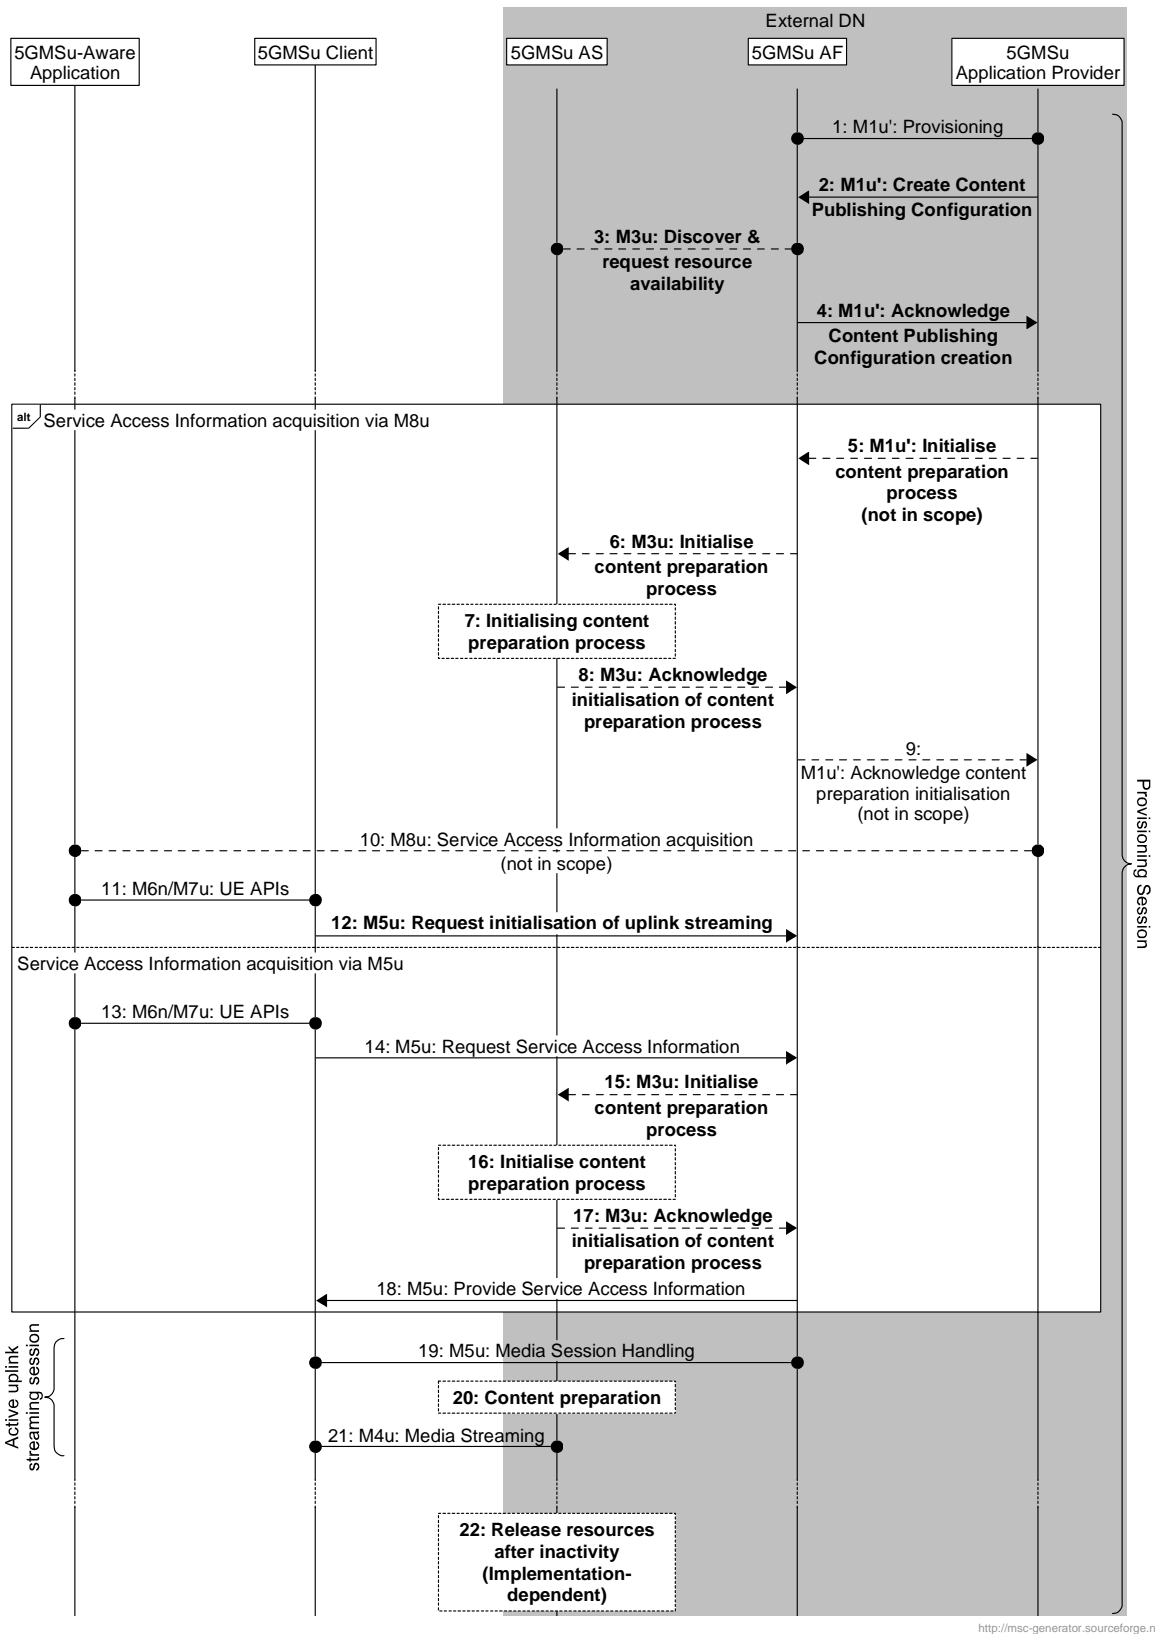 External DN
5GMSu-Aware
Application
5GMSu Client
5GMSu AS
5GMSu AF
5GMSu
Application Provider
1: M1u': Provisioning
2: M1u': Create Content
Publishing Configuration
3: M3u: Discover &
request resource
availability
4: M1u': Acknowledge
Content Publishing
Configuration creation
alt
Service Access Information acquisition via M8u
5: M1u': Initialise
content preparation
process
(not in scope)
6: M3u: Initialise
content preparation
process
7: Initialising content
preparation process
8: M3u: Acknowledge
initialisation of content
preparation process
9:
M1u': Acknowledge content
preparation initialisation
(not in scope)
10: M8u: Service Access Information acquisition
(not in scope)
11: M6n/M7u: UE APIs
12: M5u: Request initialisation of uplink streaming
Service Access Information acquisition via M5u
13: M6n/M7u: UE APIs
14: M5u: Request Service Access Information
15: M3u: Initialise
content preparation
process
16: Initialise content
preparation process
17: M3u: Acknowledge
initialisation of content
preparation process
18: M5u: Provide Service Access Information
Provisioning Session
Active uplink
streaming session
19: M5u: Media Session Handling
20: Content preparation
21: M4u: Media Streaming
22: Release resources
after inactivity
(Implementation-
dependent)
http://msc-generator.sourceforge.n